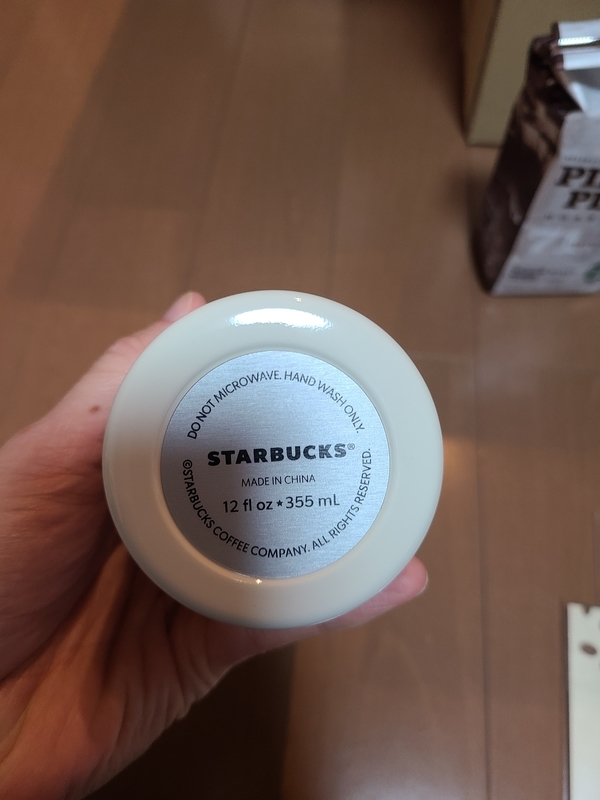 DO NOT MICROWAVE. HAND WASH ONLY.
STARBUCKS®
MADE IN CHINA
12 fl oz ★ 355 mL
©STARBUCKS COFFEE COMPANY. ALL RIGHTS RESERVED.